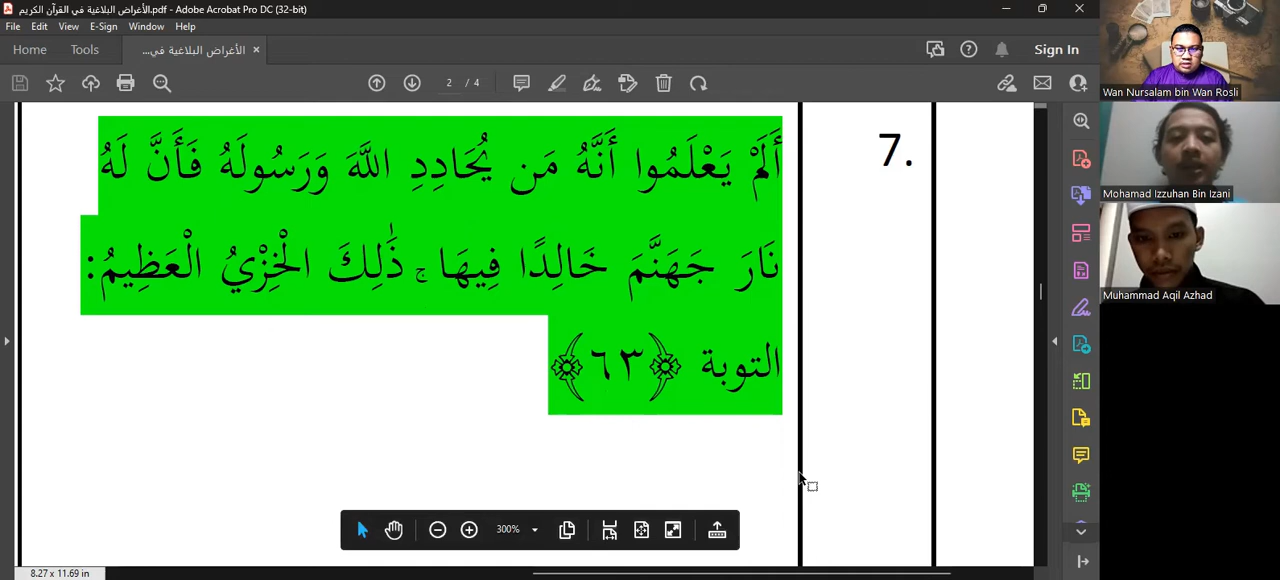 الأغراض البلاغية في القرآن الكريم.pdf - Adobe Acrobat Pro DC (32-bit)
File Edit View E-Sign Window Help
Home Tools الأغراض البلاغية في... × Sign In
2 / 4
7.
أَلَمْ يَعْلَمُوا أَنَّهُ مَن يُحَادِدِ اللَّهَ وَرَسُولَهُ فَأَنَّ لَهُ
نَارَ جَهَنَّمَ خَالِدًا فِيهَا ۚ ذَٰلِكَ الْخِزْيُ الْعَظِيمُ:
التوبة ﴿٦٣﴾
300%
8.27 x 11.69 in
Wan Nursalam bin Wan Rosli
Mohamad Izzuhan Bin Izani
Muhammad Aqil Azhad